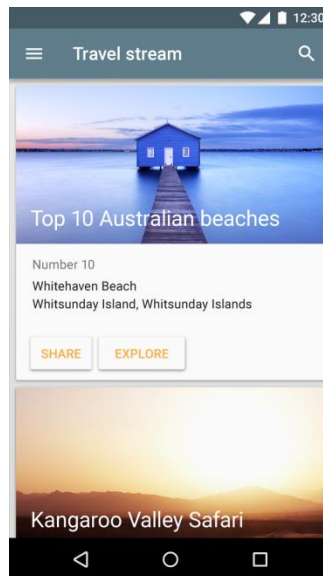 12:30
Travel stream
Top 10 Australian beaches
Number 10
Whitehaven Beach
Whitsunday Island, Whitsunday Islands
SHARE EXPLORE
Kangaroo Valley Safari